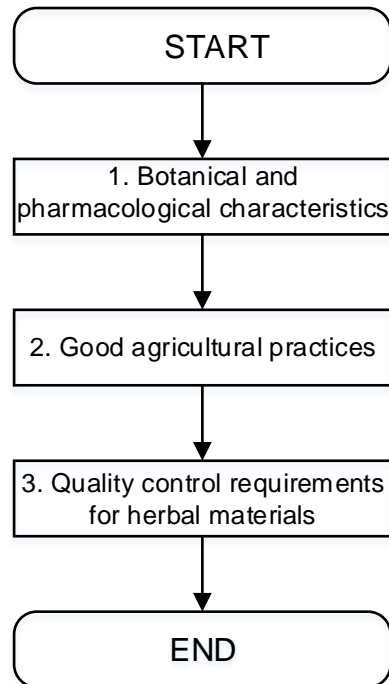 START
1. Botanical and
pharmacological characteristics
2. Good agricultural practices
3. Quality control requirements
for herbal materials
END